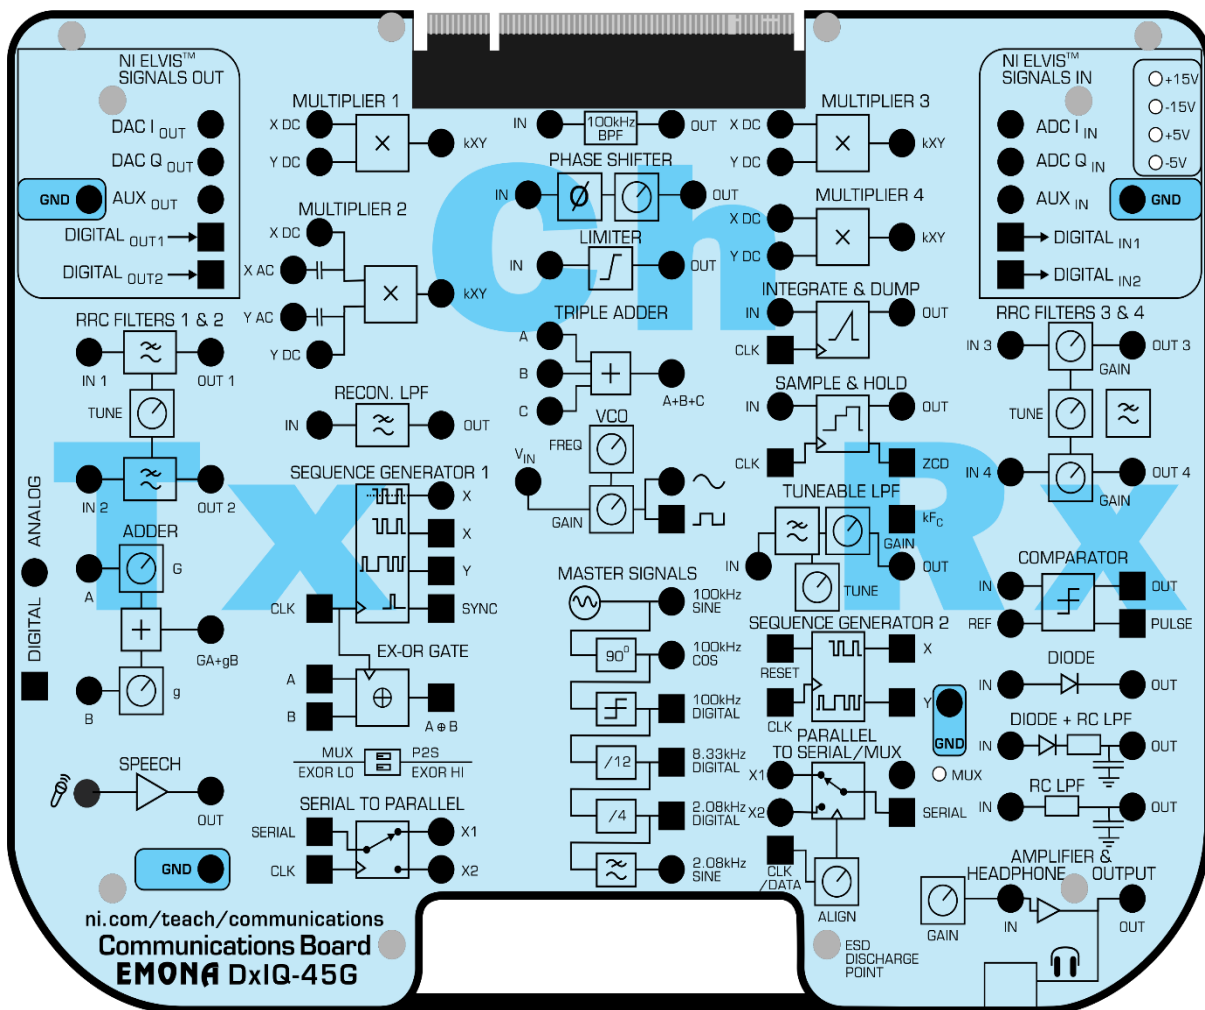 NI ELVIS™
SIGNALS OUT
DAC I OUT
DAC Q OUT
GND
AUX OUT
DIGITAL OUT1
DIGITAL OUT2
RRC FILTERS 1 & 2
IN 1
OUT 1
TUNE
IN 2
OUT 2
ADDER
A
G
GA+gB
B
g
DIGITAL
ANALOG
SPEECH
OUT
GND
ni.com/teach/communications
Communications Board
EMONA DxIQ-45G
Tx
MULTIPLIER 1
X DC
Y DC
kXY
X
MULTIPLIER 2
X DC
X AC
Y AC
Y DC
kXY
X
RECON. LPF
IN
OUT
SEQUENCE GENERATOR 1
X
X
Y
CLK
SYNC
EX-OR GATE
A
B
A ⊕ B
MUX
P2S
EXOR LO
EXOR HI
SERIAL TO PARALLEL
SERIAL
X1
CLK
X2
Ch
IN
100kHz
BPF
OUT
PHASE SHIFTER
IN
Ø
OUT
LIMITER
IN
OUT
TRIPLE ADDER
A
B
C
+
A+B+C
VCO
FREQ
VIN
GAIN
MASTER SIGNALS
100kHz
SINE
90°
100kHz
COS
100kHz
DIGITAL
/12
8.33kHz
DIGITAL
/4
2.08kHz
DIGITAL
2.08kHz
SINE
MULTIPLIER 3
X DC
Y DC
kXY
X
MULTIPLIER 4
X DC
Y DC
kXY
X
INTEGRATE & DUMP
IN
OUT
CLK
SAMPLE & HOLD
IN
OUT
CLK
ZCD
TUNEABLE LPF
kFC
GAIN
IN
OUT
TUNE
SEQUENCE GENERATOR 2
RESET
X
CLK
Y
GND
PARALLEL
TO SERIAL/MUX
X1
MUX
X2
SERIAL
CLK
/DATA
ALIGN
ESD
DISCHARGE
POINT
Rx
NI ELVIS™
SIGNALS IN
+15V
-15V
+5V
-5V
ADC I IN
ADC Q IN
AUX IN
GND
DIGITAL IN1
DIGITAL IN2
RRC FILTERS 3 & 4
IN 3
OUT 3
GAIN
TUNE
IN 4
OUT 4
GAIN
COMPARATOR
IN
OUT
REF
PULSE
DIODE
IN
OUT
DIODE + RC LPF
IN
OUT
RC LPF
IN
OUT
AMPLIFIER &
HEADPHONE OUTPUT
GAIN
IN
OUT